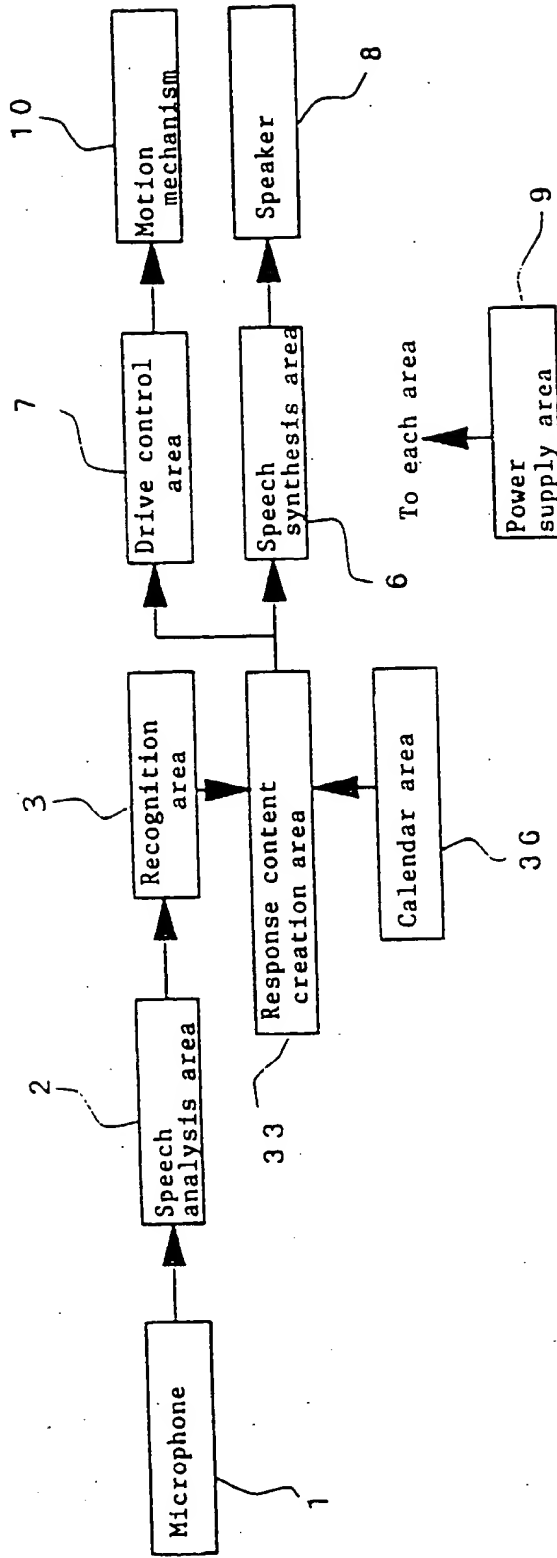 Microphone
1
Speech
analysis area
2
Recognition
area
3
Response content
creation area
33
Calendar area
36
Drive control
area
7
Motion
mechanism
10
Speech
synthesis area
6
Speaker
8
To each area
Power
supply area
9